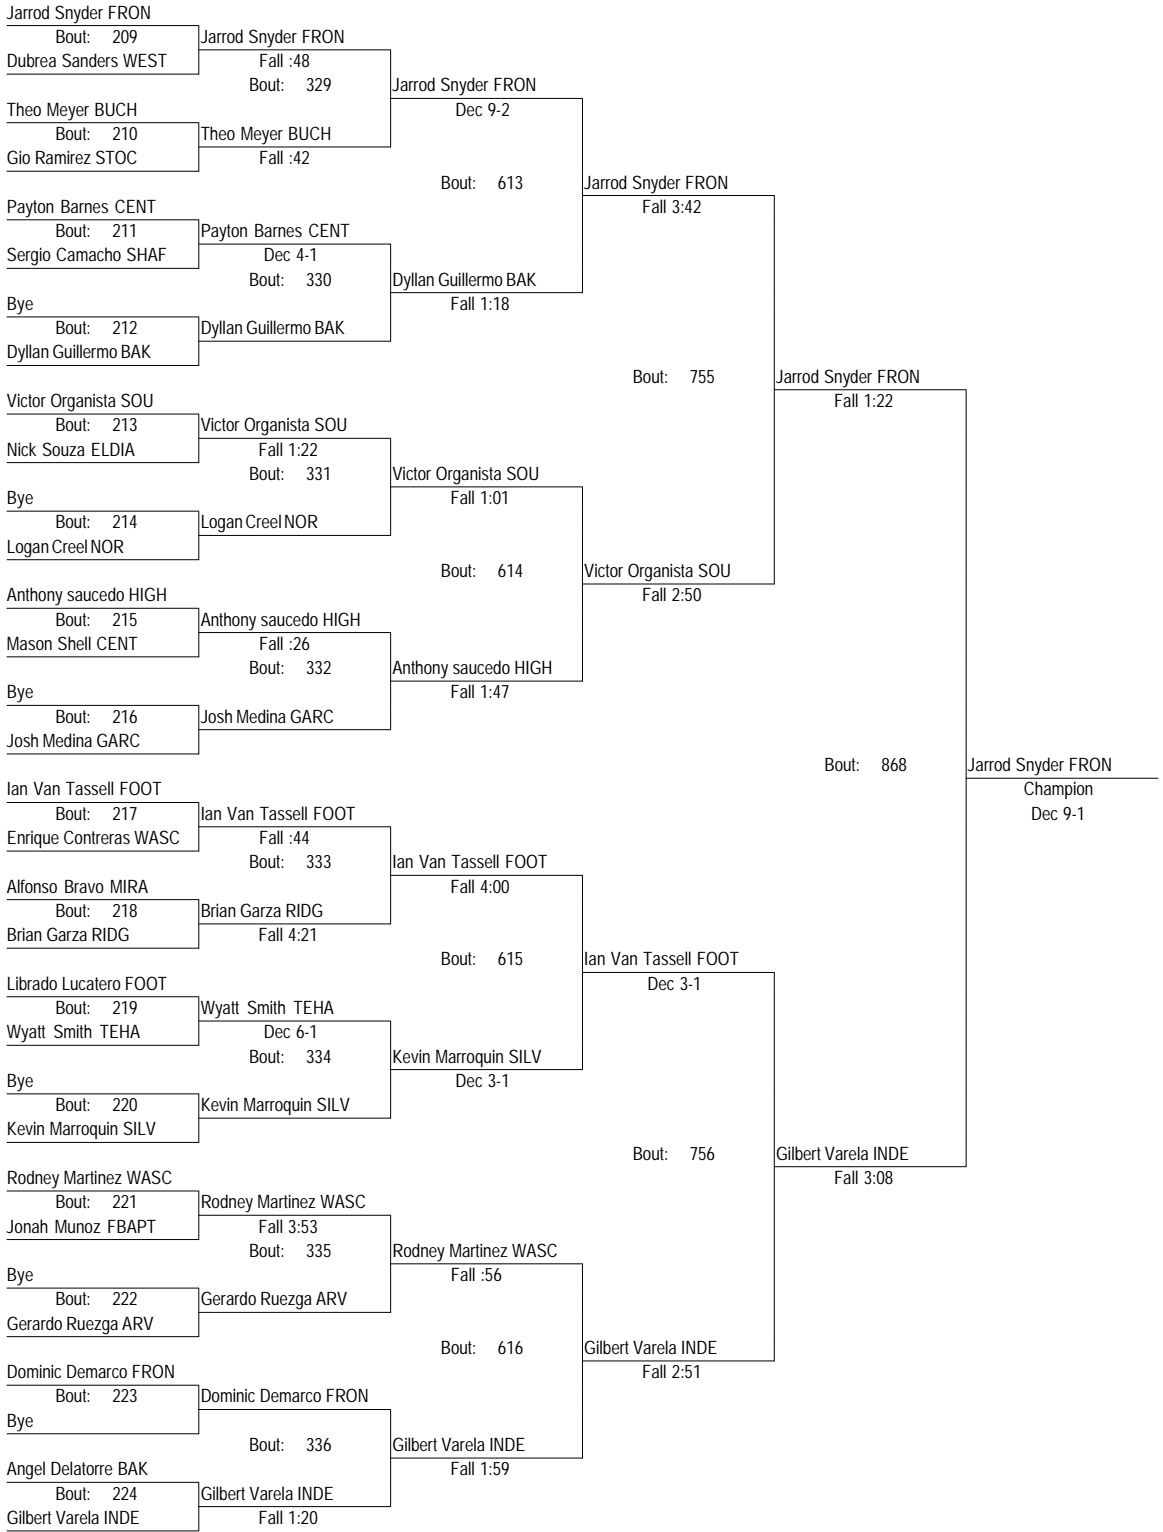 Jarrod Snyder FRON
Bout: 209
Jarrod Snyder FRON
Dubrea Sanders WEST
Fall :48
Bout: 329
Jarrod Snyder FRON
Theo Meyer BUCH
Dec 9-2
Bout: 210
Theo Meyer BUCH
Gio Ramirez STOC
Fall :42
Bout: 613
Jarrod Snyder FRON
Payton Barnes CENT
Fall 3:42
Bout: 211
Payton Barnes CENT
Sergio Camacho SHAF
Dec 4-1
Bout: 330
Dyllan Guillermo BAK
Bye
Fall 1:18
Bout: 212
Dyllan Guillermo BAK
Dyllan Guillermo BAK
Bout: 755
Jarrod Snyder FRON
Victor Organista SOU
Fall 1:22
Bout: 213
Victor Organista SOU
Nick Souza ELDIA
Fall 1:22
Bout: 331
Victor Organista SOU
Bye
Fall 1:01
Bout: 214
Logan Creel NOR
Logan Creel NOR
Bout: 614
Victor Organista SOU
Anthony saucedo HIGH
Fall 2:50
Bout: 215
Anthony saucedo HIGH
Mason Shell CENT
Fall :26
Bout: 332
Anthony saucedo HIGH
Bye
Fall 1:47
Bout: 216
Josh Medina GARC
Josh Medina GARC
Bout: 868
Jarrod Snyder FRON
Ian Van Tassell FOOT
Champion
Bout: 217
Ian Van Tassell FOOT
Dec 9-1
Enrique Contreras WASC
Fall :44
Bout: 333
Ian Van Tassell FOOT
Alfonso Bravo MIRA
Fall 4:00
Bout: 218
Brian Garza RIDG
Brian Garza RIDG
Fall 4:21
Bout: 615
Ian Van Tassell FOOT
Librado Lucatero FOOT
Dec 3-1
Bout: 219
Wyatt Smith TEHA
Wyatt Smith TEHA
Dec 6-1
Bout: 334
Kevin Marroquin SILV
Bye
Dec 3-1
Bout: 220
Kevin Marroquin SILV
Kevin Marroquin SILV
Bout: 756
Gilbert Varela INDE
Rodney Martinez WASC
Fall 3:08
Bout: 221
Rodney Martinez WASC
Jonah Munoz FBAPT
Fall 3:53
Bout: 335
Rodney Martinez WASC
Bye
Fall :56
Bout: 222
Gerardo Ruezga ARV
Gerardo Ruezga ARV
Bout: 616
Gilbert Varela INDE
Dominic Demarco FRON
Fall 2:51
Bout: 223
Dominic Demarco FRON
Bye
Bout: 336
Gilbert Varela INDE
Angel Delatorre BAK
Fall 1:59
Bout: 224
Gilbert Varela INDE
Gilbert Varela INDE
Fall 1:20